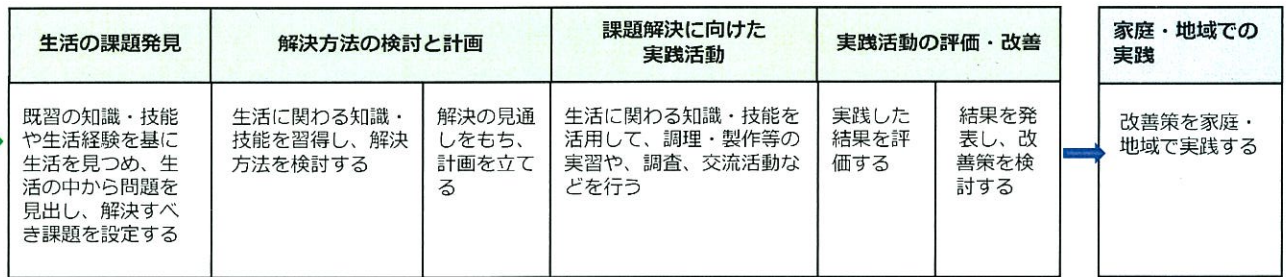 生活の課題発見
解決方法の検討と計画
課題解決に向けた
実践活動
実践活動の評価・改善
家庭・地域での
実践
既習の知識・技能
や生活経験を基に
生活を見つめ、生
活の中から問題を
見出し、解決すべ
き課題を設定する
生活に関わる知識・
技能を習得し、解決
方法を検討する
解決の見通
しをもち、
計画を立て
る
生活に関わる知識・技能を
活用して、調理・製作等の
実習や、調査、交流活動な
どを行う
実践した
結果を評
価する
結果を発
表し、改
善策を検
討する
改善策を家庭・
地域で実践する